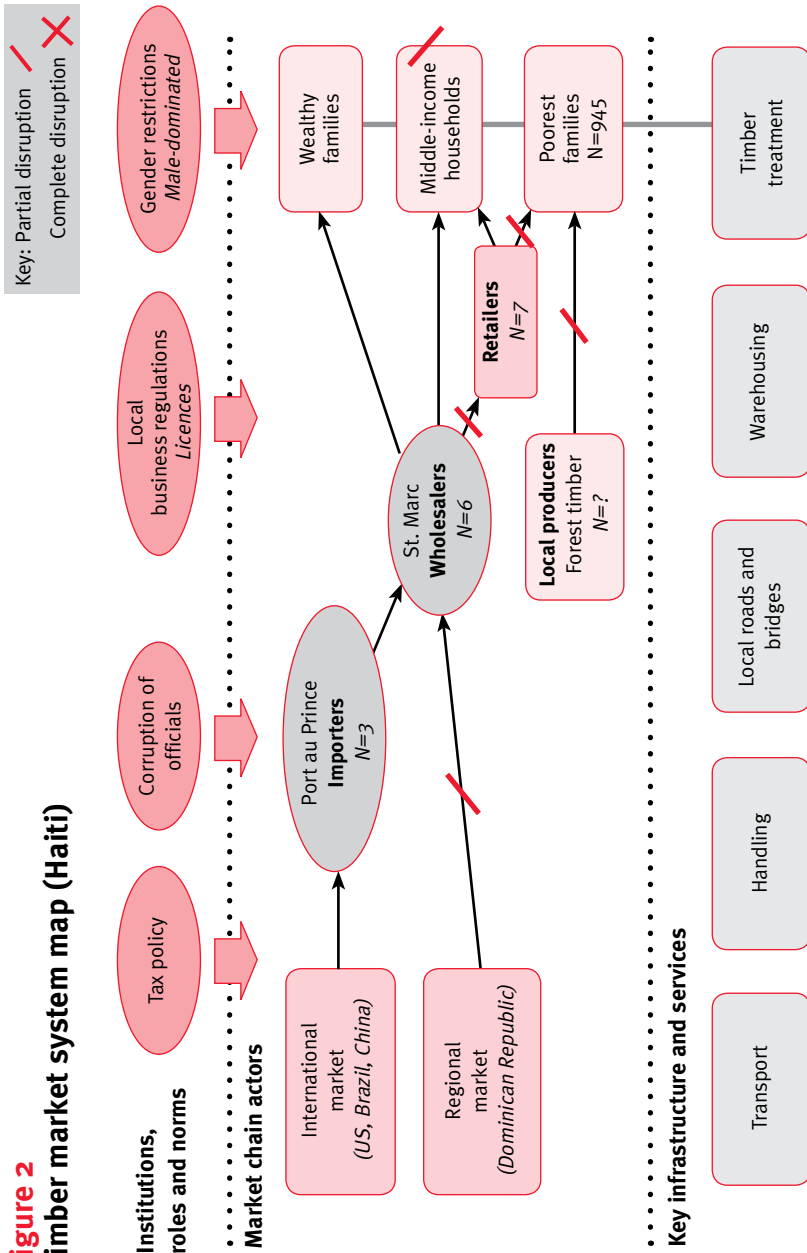 igure 2
imber market system map (Haiti)
Key: Partial disruption
Complete disruption
Institutions,
roles and norms
Tax policy
Corruption of
officials
Local
business regulations
Licences
Gender restrictions
Male-dominated
Market chain actors
International
market
(US, Brazil, China)
Port au Prince
Importers
N=3
Wealthy
families
Regional
market
(Dominican Republic)
St. Marc
Wholesalers
N=6
Middle-income
households
Retailers
N=7
Local producers
Forest timber
N=?
Poorest
families
N=945
Key infrastructure and services
Transport
Handling
Local roads and
bridges
Warehousing
Timber
treatment